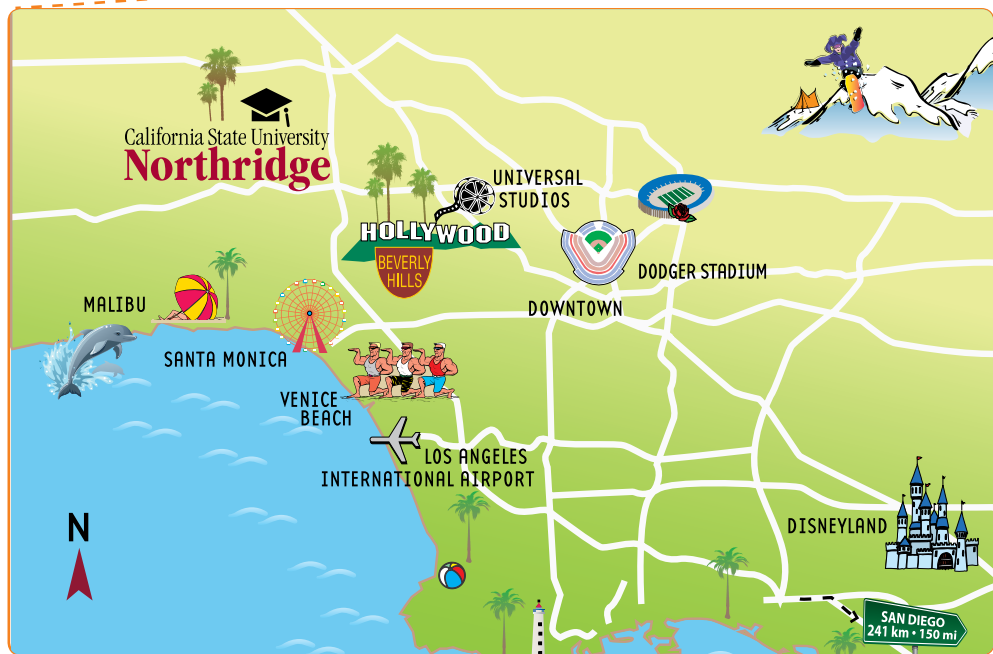 California State University
Northridge
UNIVERSAL
STUDIOS
HOLLYWOOD
BEVERLY
HILLS
DODGER STADIUM
DOWNTOWN
MALIBU
SANTA MONICA
VENICE
BEACH
LOS ANGELES
INTERNATIONAL AIRPORT
N
DISNEYLAND
SAN DIEGO
241 km • 150 mi